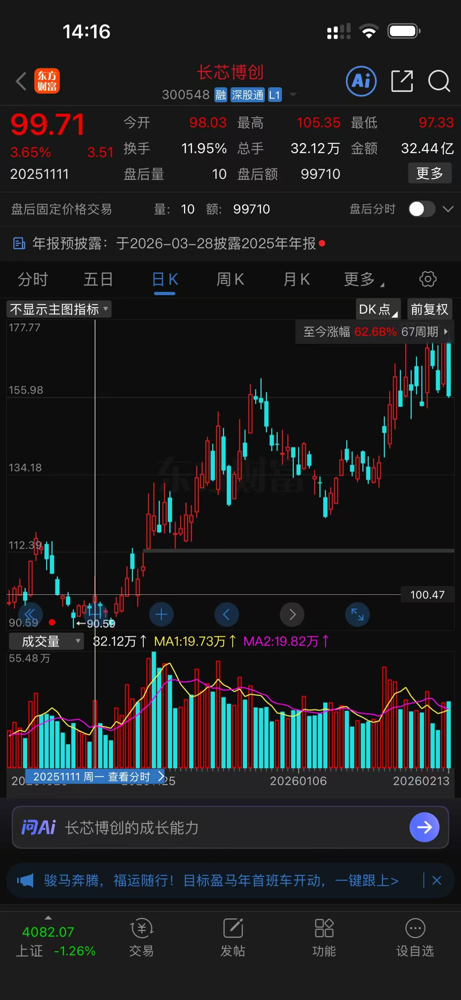 14:16
东方
财富
长芯博创
300548 融 深股通 L1
Ai
99.71 今开 98.03 最高 105.35 最低 97.33
3.65% 3.51 换手 11.95% 总手 32.12万 金额 32.44亿
20251111 盘后量 10 盘后额 99710 更多
盘后固定价格交易 量: 10 额: 99710 盘后分时
年报预披露: 于2026-03-28披露2025年年报
分时 五日 日K 周K 月K 更多
不显示主图指标 DK点 前复权
177.77 至今涨幅 62.68% 67周期
155.98
东方财富
134.18
112.39
100.47
90.59 ←90.59
成交量 32.12万↑ MA1:19.73万↑ MA2:19.82万↑
55.48万
20251111 周一 查看分时
20260106 20260213
问Ai 长芯博创的成长能力
骏马奔腾，福运随行！目标盈马年首班车开动，一键跟上>
4082.07
上证 -1.26% 交易 发帖 功能 设自选